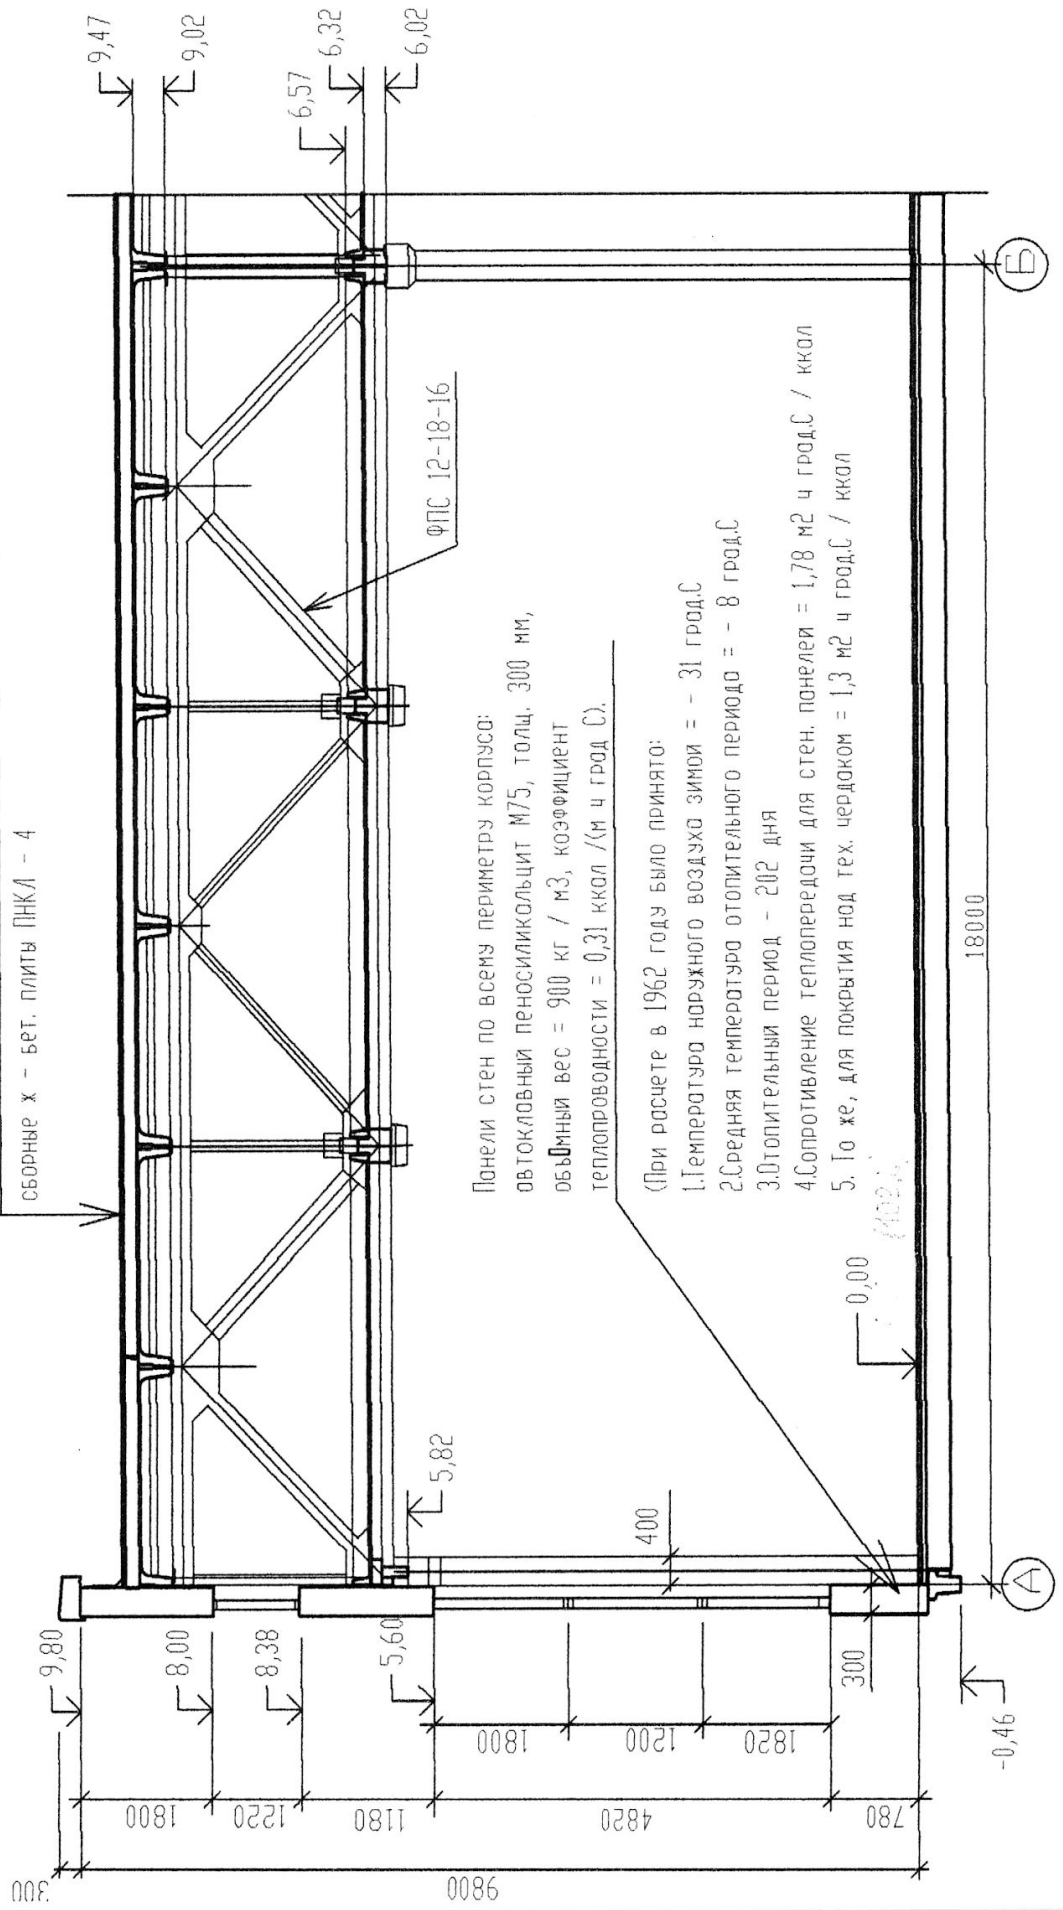 сборные ж - бет. плиты ПНКЛ - 4
9,47
9,02
6,57
6,32
6,02
ФПС 12-18-16
Панели стен по всему периметру корпуса:
автоклавный пеносиликальцит М75, толщ. 300 мм,
объ0мный вес = 900 кг / м3, коэффициент
теплопроводности = 0,31 ккал /(м ч град С).
(При расчете в 1962 году было принято:
1.Температура наружного воздуха зимой = - 31 град.С
2.Средняя температура отопительного периода = - 8 град.С
3.Отопительный период - 202 дня
4.Сопротивление теплопередачи для стен. панелей = 1,78 м2 ч град.С / ккал
5. То же, для покрытия над тех. чердаком = 1,3 м2 ч град.С / ккал
0,00
5,82
400
300
18000
А
Б
9,80
8,00
8,38
5,60
-0,46
1800
1200
1820
300
1800
1220
1180
4820
780
9800